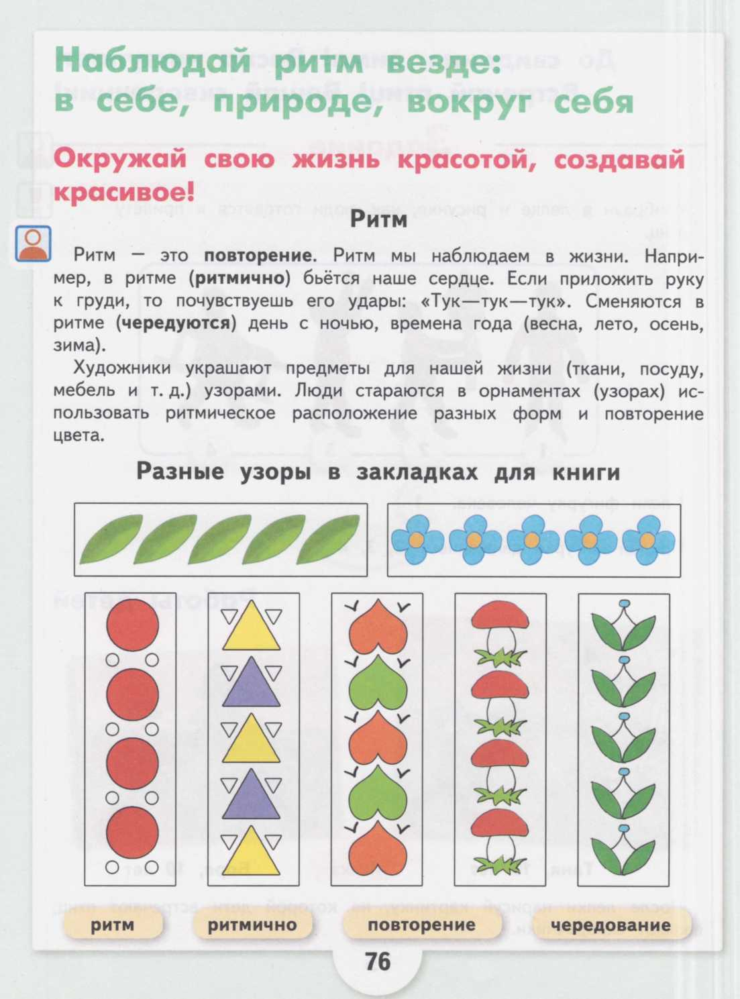 Наблюдай ритм везде:
в себе, природе, вокруг себя
Окружай свою жизнь красотой, создавай
красивое!
Ритм
Ритм — это повторение. Ритм мы наблюдаем в жизни. Напри-
мер, в ритме (ритмично) бьётся наше сердце. Если приложить руку
к груди, то почувствуешь его удары: «Тук—тук—тук». Сменяются в
ритме (чередуются) день с ночью, времена года (весна, лето, осень,
зима).
Художники украшают предметы для нашей жизни (ткани, посуду,
мебель и т. д.) узорами. Люди стараются в орнаментах (узорах) ис-
пользовать ритмическое расположение разных форм и повторение
цвета.
Разные узоры в закладках для книги
ритм ритмично повторение чередование
76